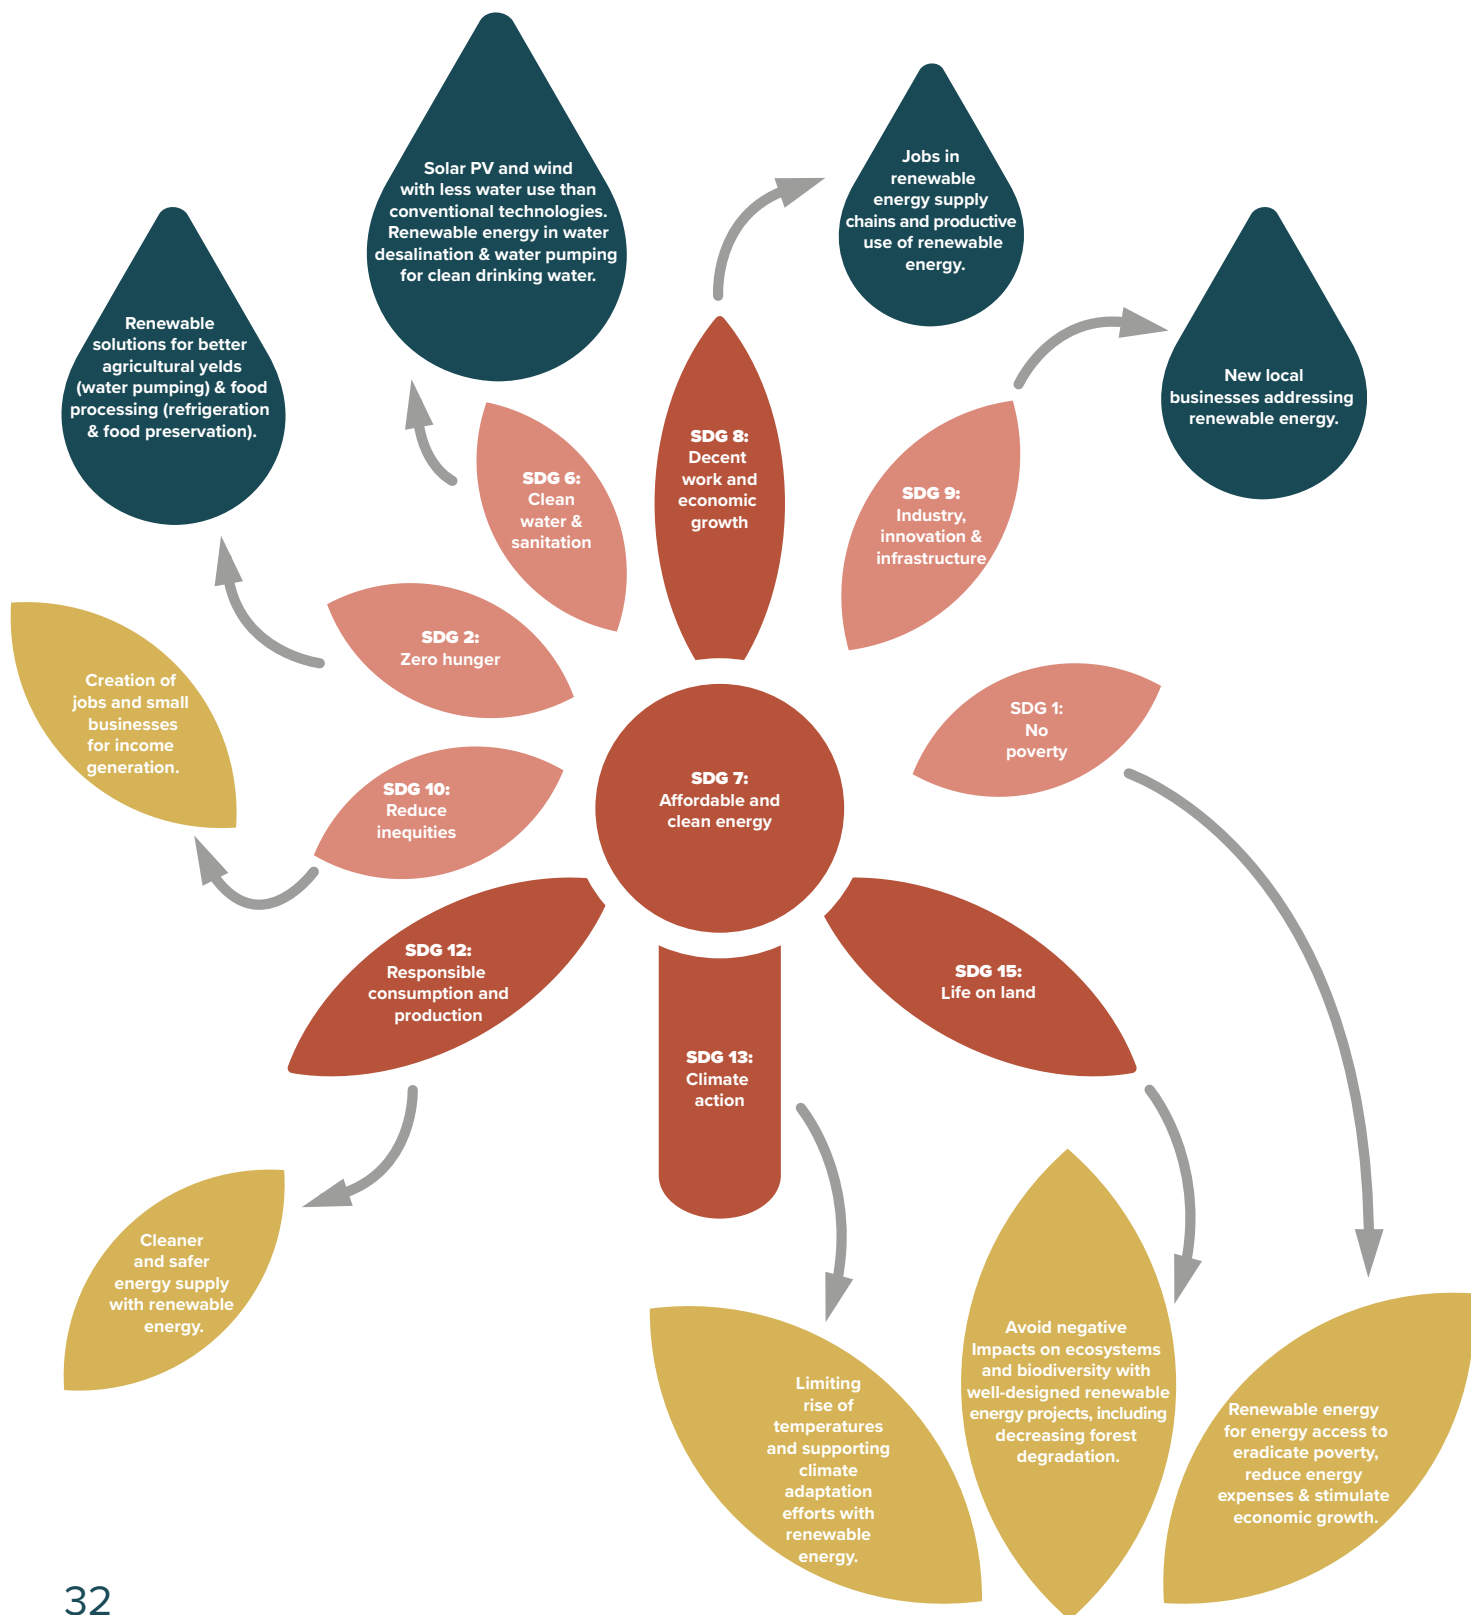 Solar PV and wind
with less water use than
conventional technologies.
Renewable energy in water
desalination & water pumping
for clean drinking water.
Jobs in
renewable
energy supply
chains and productive
use of renewable
energy.
Renewable
solutions for better
agricultural yelds
(water pumping) & food
processing (refrigeration
& food preservation).
New local
businesses addressing
renewable energy.
SDG 6:
Clean
water &
sanitation
SDG 8:
Decent
work and
economic
growth
SDG 9:
Industry,
innovation &
infrastructure
SDG 2:
Zero hunger
Creation of
jobs and small
businesses
for income
generation.
SDG 1:
No
poverty
SDG 10:
Reduce
inequities
SDG 7:
Affordable and
clean energy
SDG 12:
Responsible
consumption and
production
SDG 15:
Life on land
SDG 13:
Climate
action
Cleaner
and safer
energy supply
with renewable
energy.
Limiting
rise of
temperatures
and supporting
climate
adaptation
efforts with
renewable
energy.
Avoid negative
Impacts on ecosystems
and biodiversity with
well-designed renewable
energy projects, including
decreasing forest
degradation.
Renewable energy
for energy access to
eradicate poverty,
reduce energy
expenses & stimulate
economic growth.
32